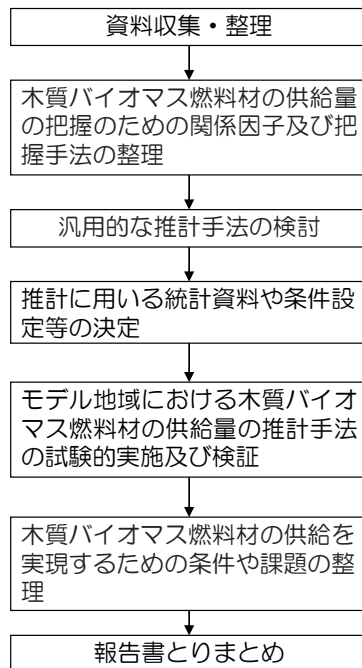 資料収集・整理
木質バイオマス燃料材の供給量
の把握のための関係因子及び把
握手法の整理
汎用的な推計手法の検討
推計に用いる統計資料や条件設
定等の決定
モデル地域における木質バイオ
マス燃料材の供給量の推計手法
の試験的実施及び検証
木質バイオマス燃料材の供給を
実現するための条件や課題の整
理
報告書とりまとめ